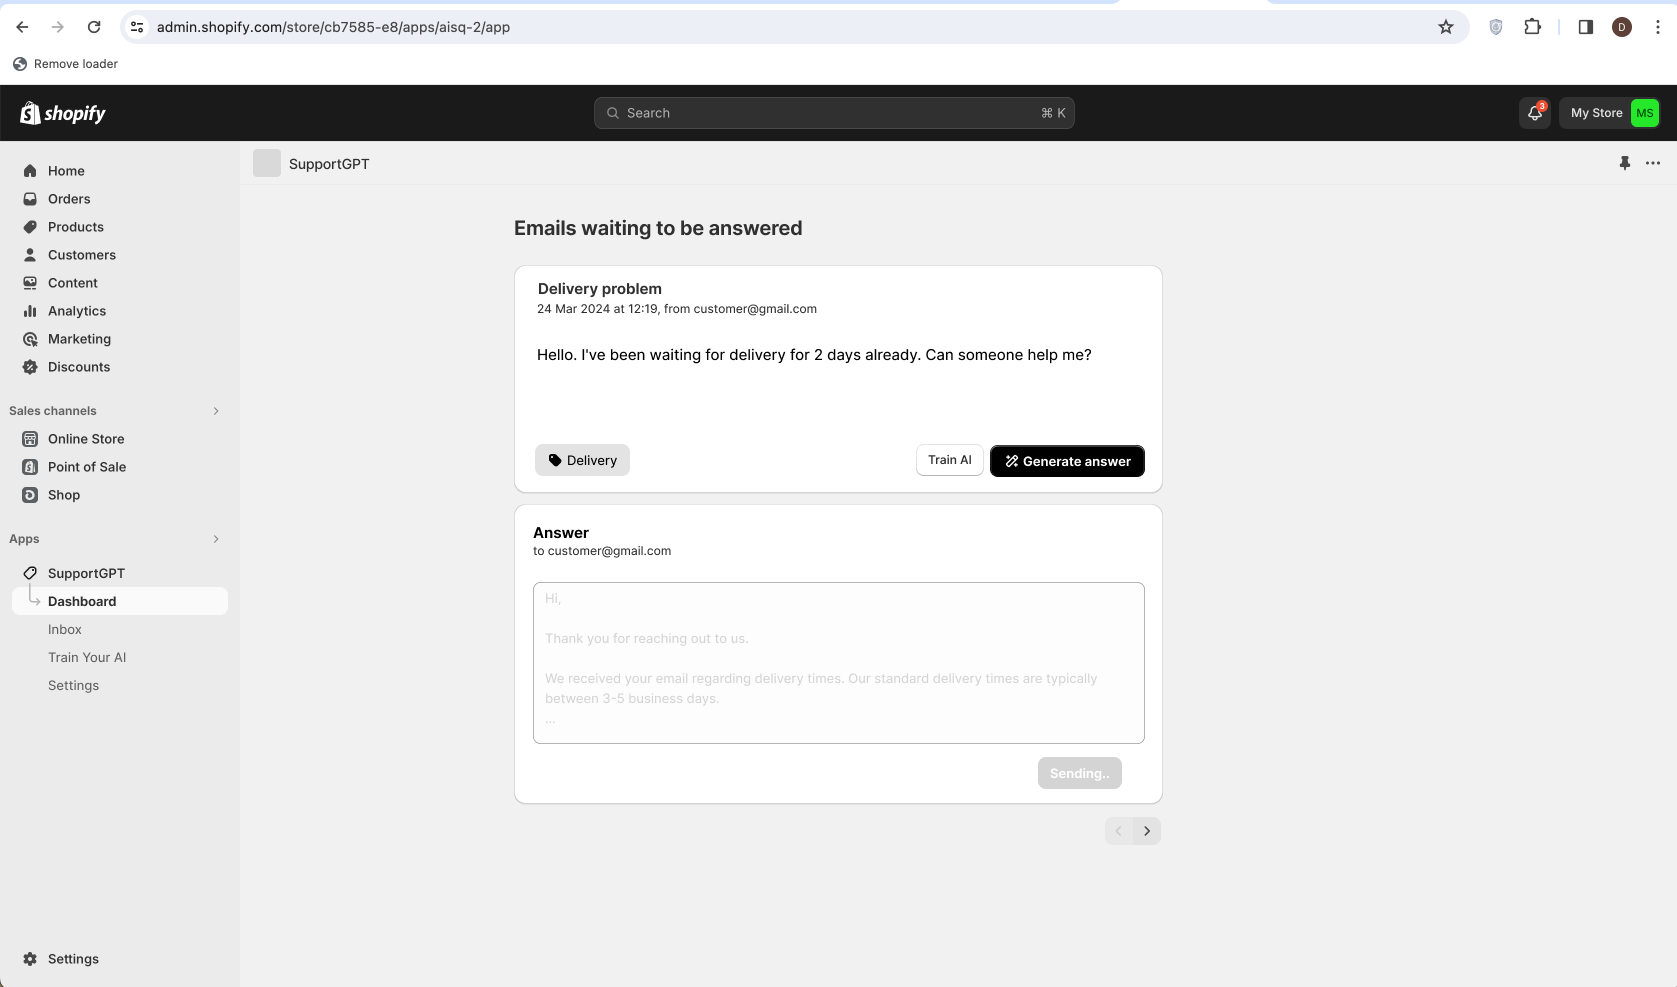 admin.shopify.com/store/cb7585-e8/apps/aisq-2/app
D
Remove loader
shopify
Search
⌘ K
3
My Store
MS
Home
Orders
Products
Customers
Content
Analytics
Marketing
Discounts
Sales channels
Online Store
Point of Sale
Shop
Apps
SupportGPT
Dashboard
Inbox
Train Your AI
Settings
Settings
SupportGPT
Emails waiting to be answered
Delivery problem
24 Mar 2024 at 12:19, from customer@gmail.com
Hello. I've been waiting for delivery for 2 days already. Can someone help me?
Delivery
Train AI
Generate answer
Answer
to customer@gmail.com
Hi,
Thank you for reaching out to us.
We received your email regarding delivery times. Our standard delivery times are typically
between 3-5 business days.
...
Sending..